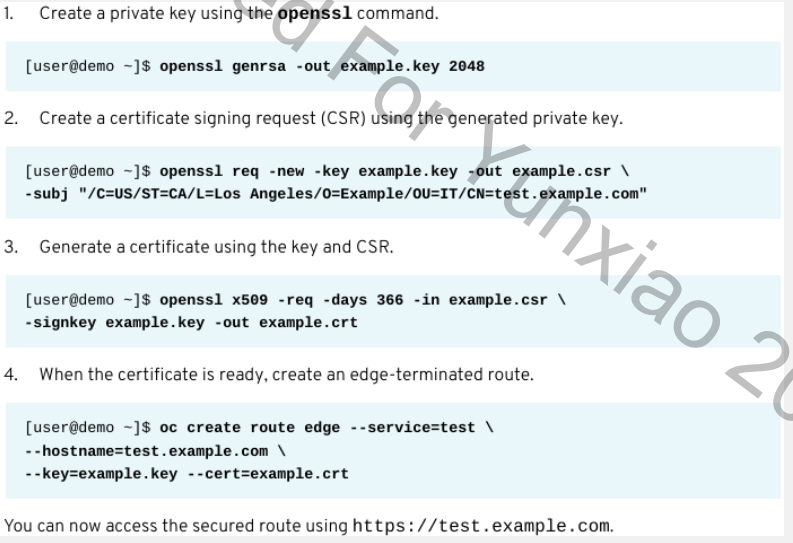 1. Create a private key using the openssl command.
[user@demo ~]$ openssl genrsa -out example.key 2048
2. Create a certificate signing request (CSR) using the generated private key.
[user@demo ~]$ openssl req -new -key example.key -out example.csr \
-subj "/C=US/ST=CA/L=Los Angeles/O=Example/OU=IT/CN=test.example.com"
3. Generate a certificate using the key and CSR.
[user@demo ~]$ openssl x509 -req -days 366 -in example.csr \
-signkey example.key -out example.crt
4. When the certificate is ready, create an edge-terminated route.
[user@demo ~]$ oc create route edge --service=test \
--hostname=test.example.com \
--key=example.key --cert=example.crt
You can now access the secured route using https://test.example.com.
For Yunxiao